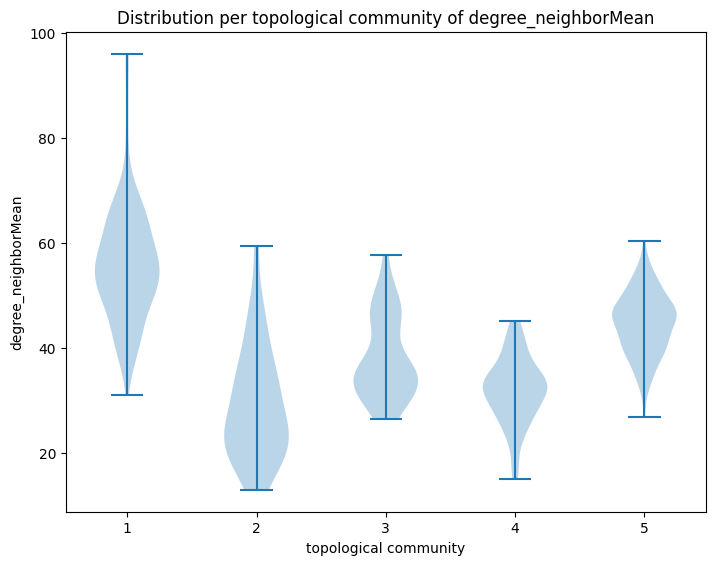 Distribution per topological community of degree_neighborMean
100
80
60
40
20
degree_neighborMean
1 2 3 4 5
topological community